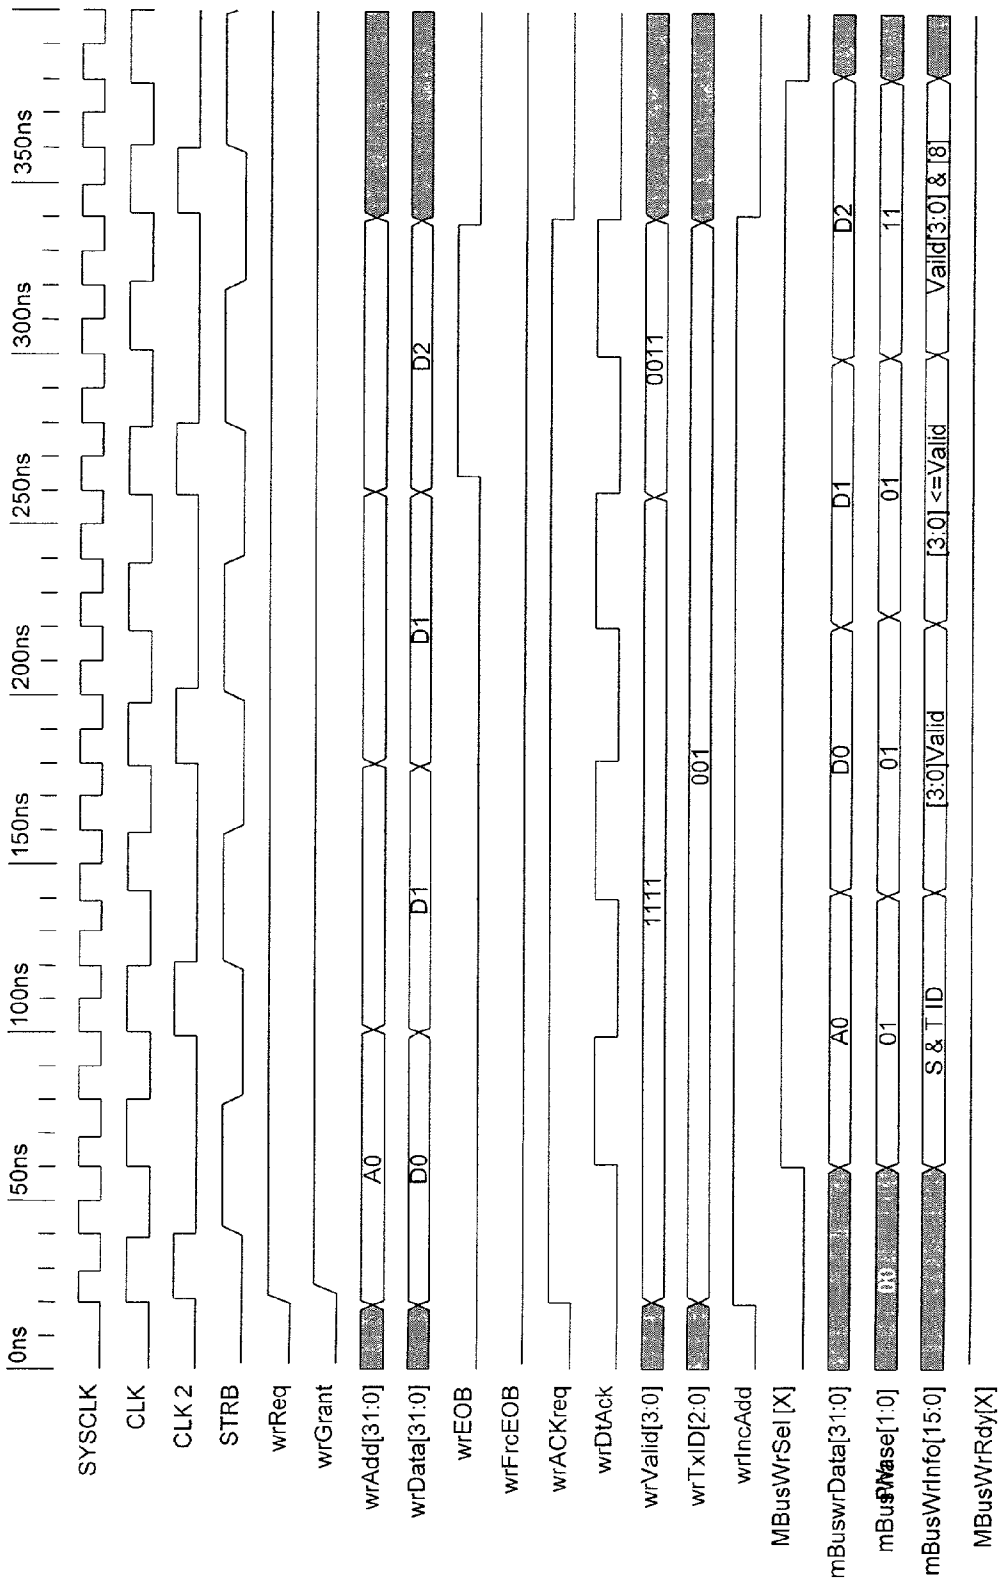 0ns 50ns 100ns 150ns 200ns 250ns 300ns 350ns
SYSCLK
CLK
CLK 2
STRB
wrReq
wrGrant
wrAdd[31:0] A0
wrData[31:0] D0 D1 D1 D2
wrEOB
wrFrcEOB
wrACKreq
wrDtAck
wrValid[3:0] 1111 0011
wrTxID[2:0] 001
wrIncAdd
MBusWrSel [X]
mBuswrData[31:0] A0 D0 D1 D2
[1:0] 01 01 01 11
mBusWrInfo[15:0] S & T ID [3:0]Valid [3:0] <=Valid Vaild[3:0] & [8]
MBusWrRdy[X]